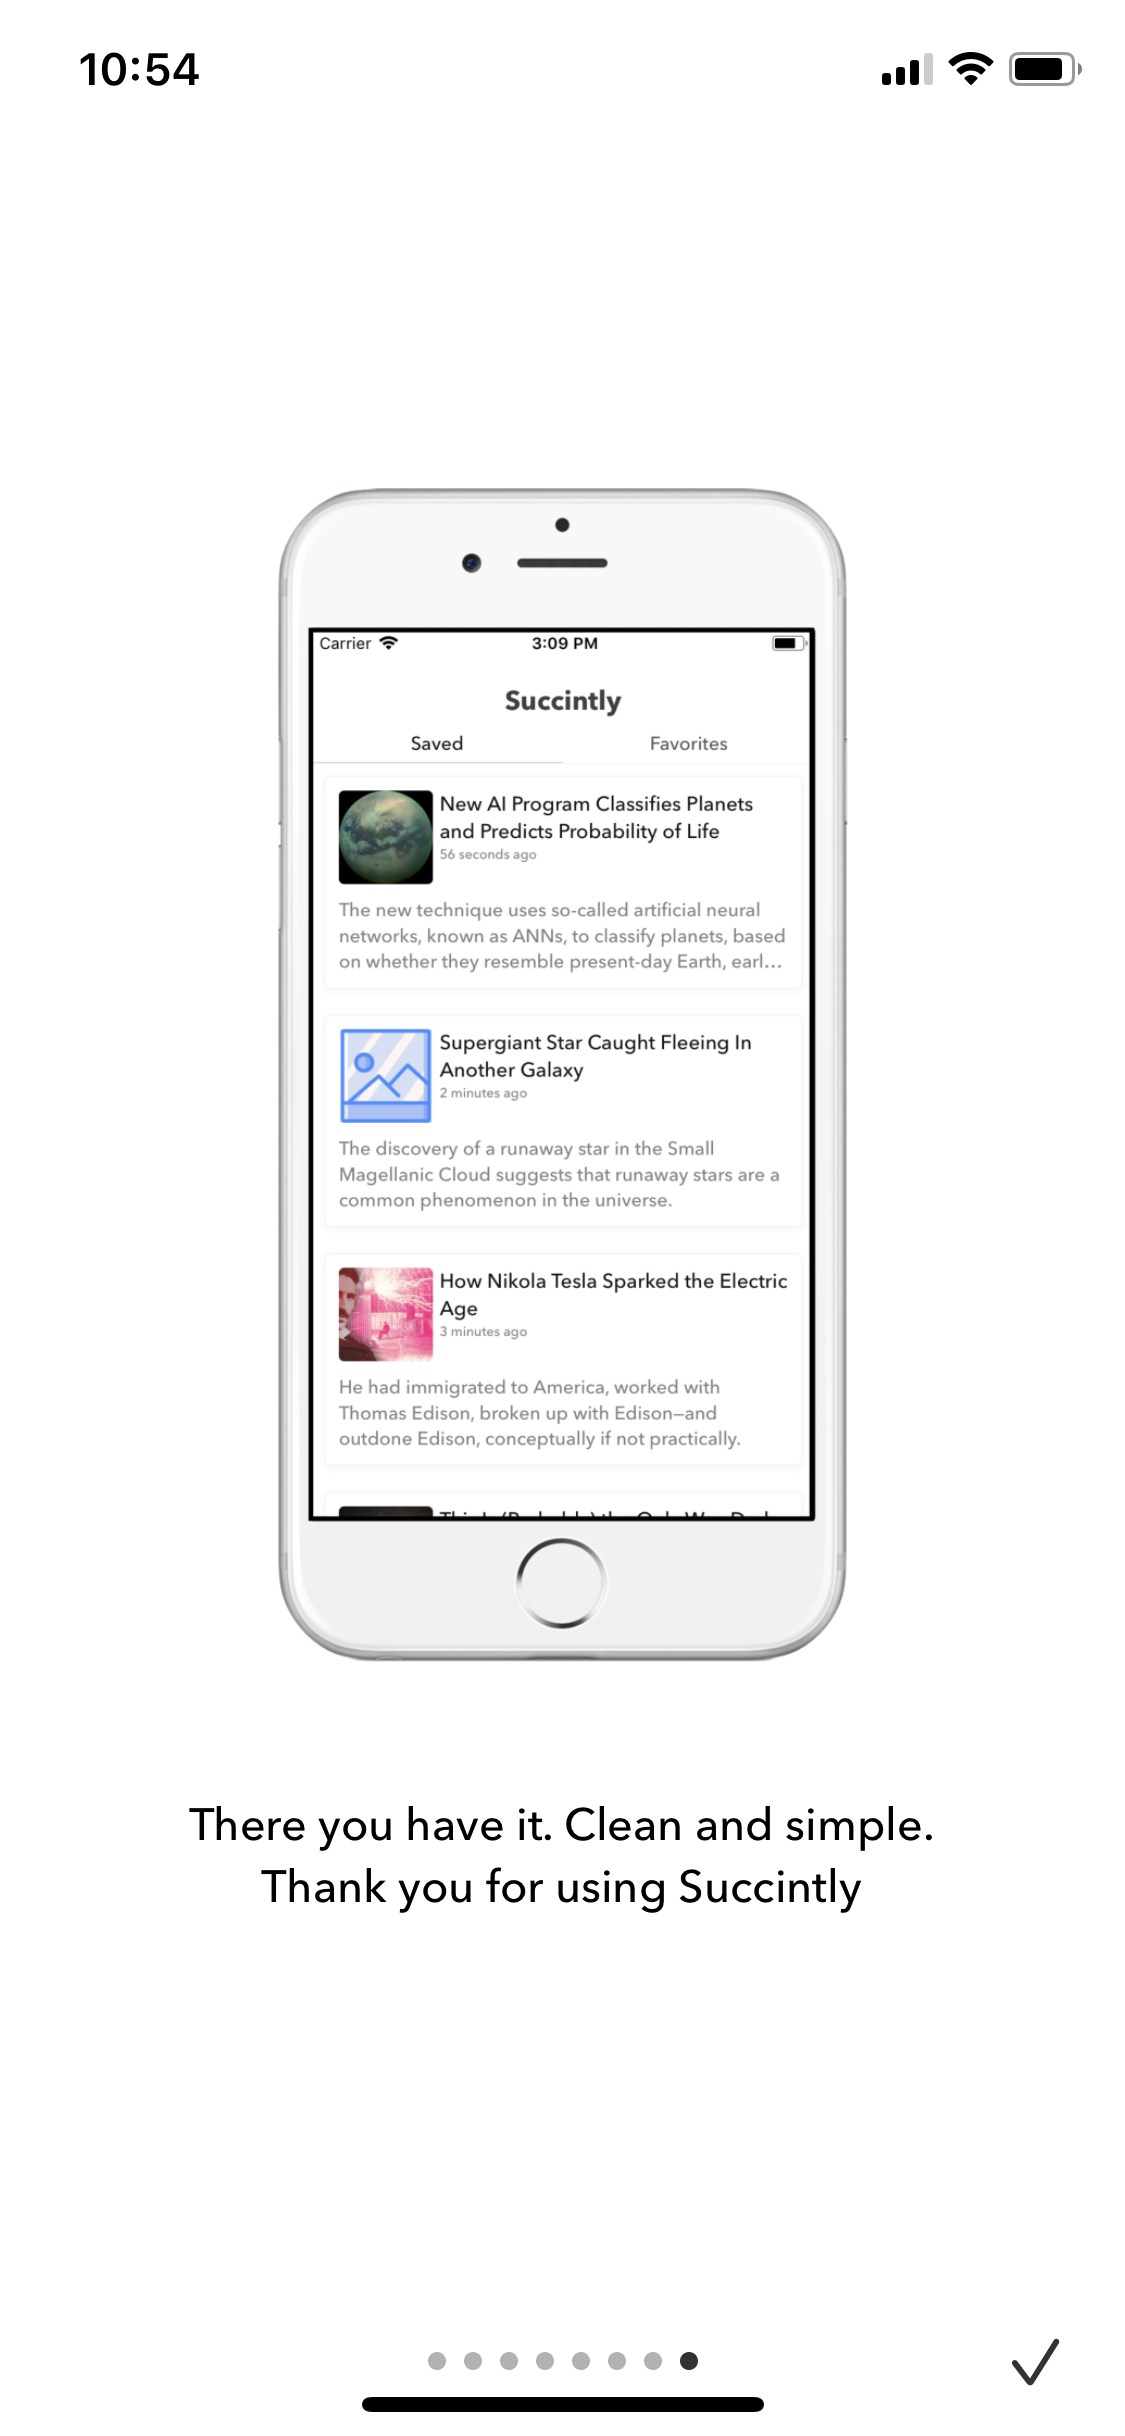 10:54
Carrier 3:09 PM
Succintly
Saved Favorites
New AI Program Classifies Planets
and Predicts Probability of Life
56 seconds ago
The new technique uses so-called artificial neural
networks, known as ANNs, to classify planets, based
on whether they resemble present-day Earth, earl...
Supergiant Star Caught Fleeing In
Another Galaxy
2 minutes ago
The discovery of a runaway star in the Small
Magellanic Cloud suggests that runaway stars are a
common phenomenon in the universe.
How Nikola Tesla Sparked the Electric
Age
3 minutes ago
He had immigrated to America, worked with
Thomas Edison, broken up with Edison—and
outdone Edison, conceptually if not practically.
There you have it. Clean and simple.
Thank you for using Succintly